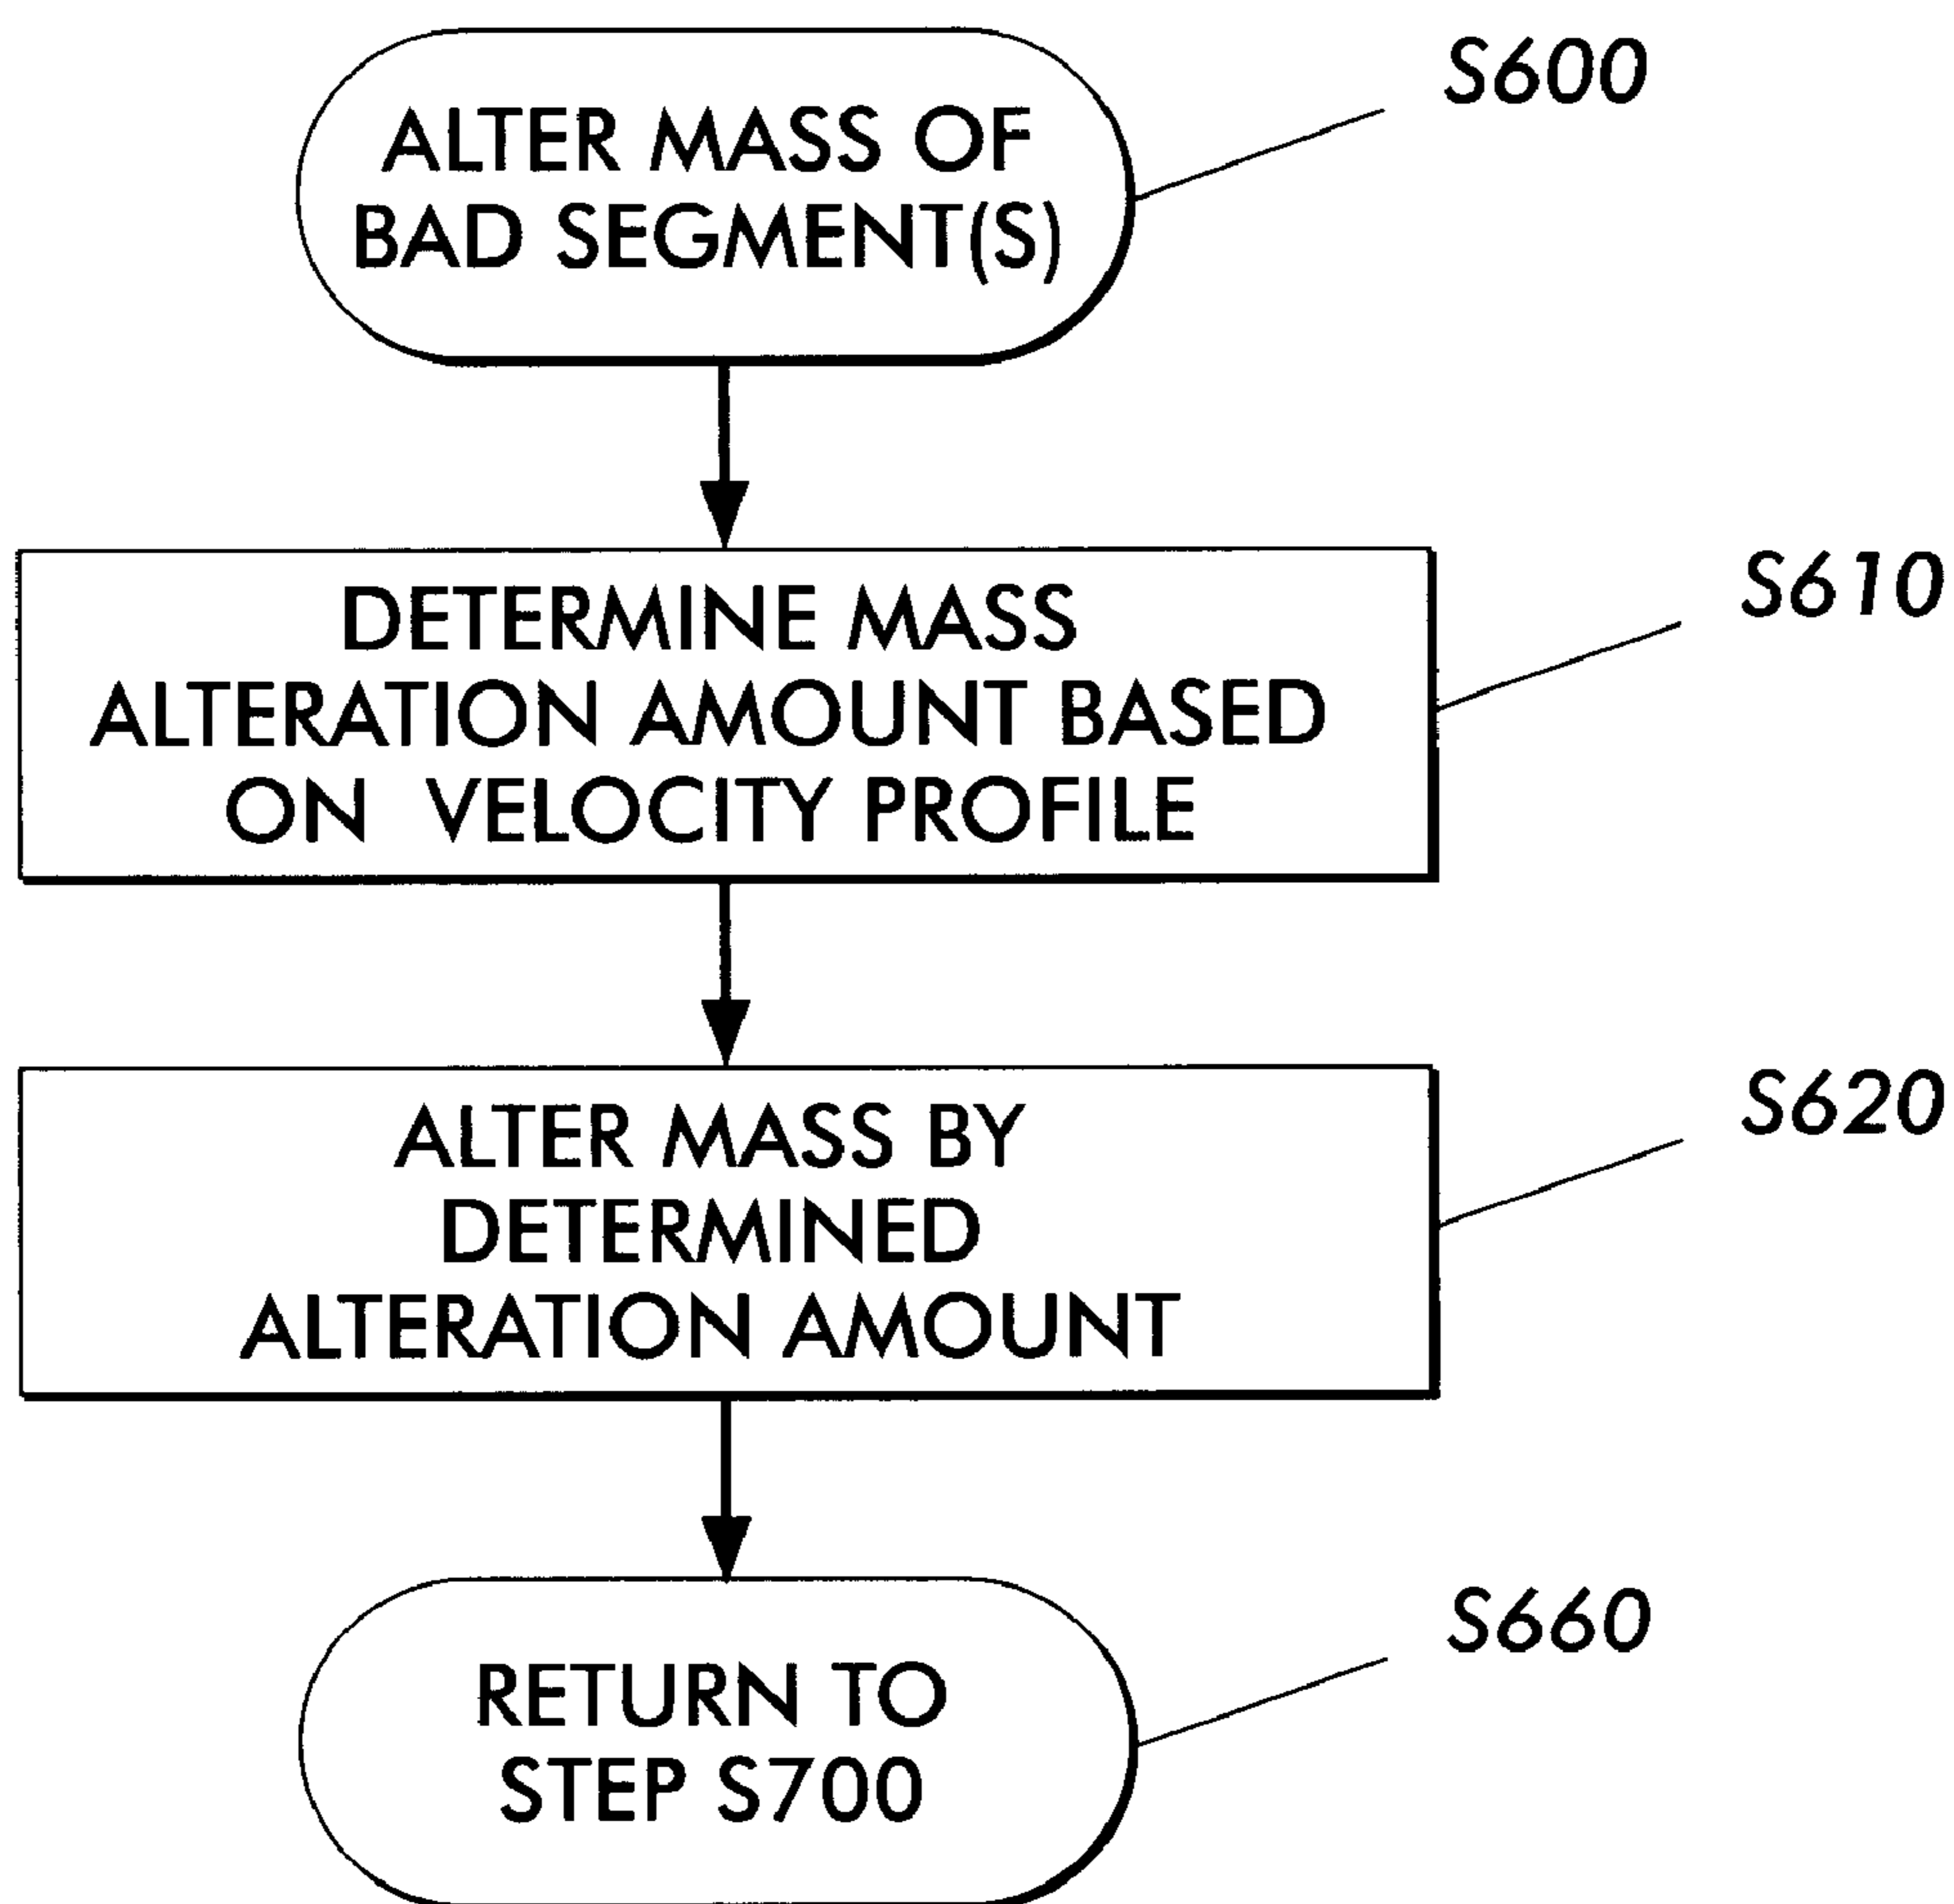 ALTER MASS OF
BAD SEGMENT(S)
S600
DETERMINE MASS
ALTERATION AMOUNT BASED
ON VELOCITY PROFILE
S610
ALTER MASS BY
DETERMINED
ALTERATION AMOUNT
S620
RETURN TO
STEP S700
S660